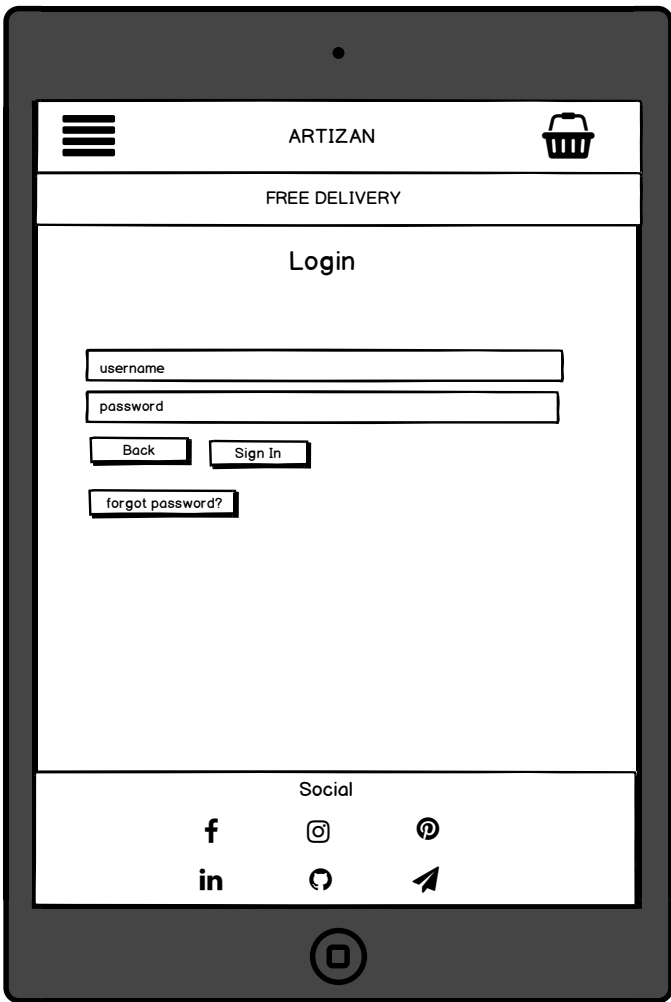 ARTIZAN
FREE DELIVERY
Login
username
password
Back Sign In
forgot password?
Social